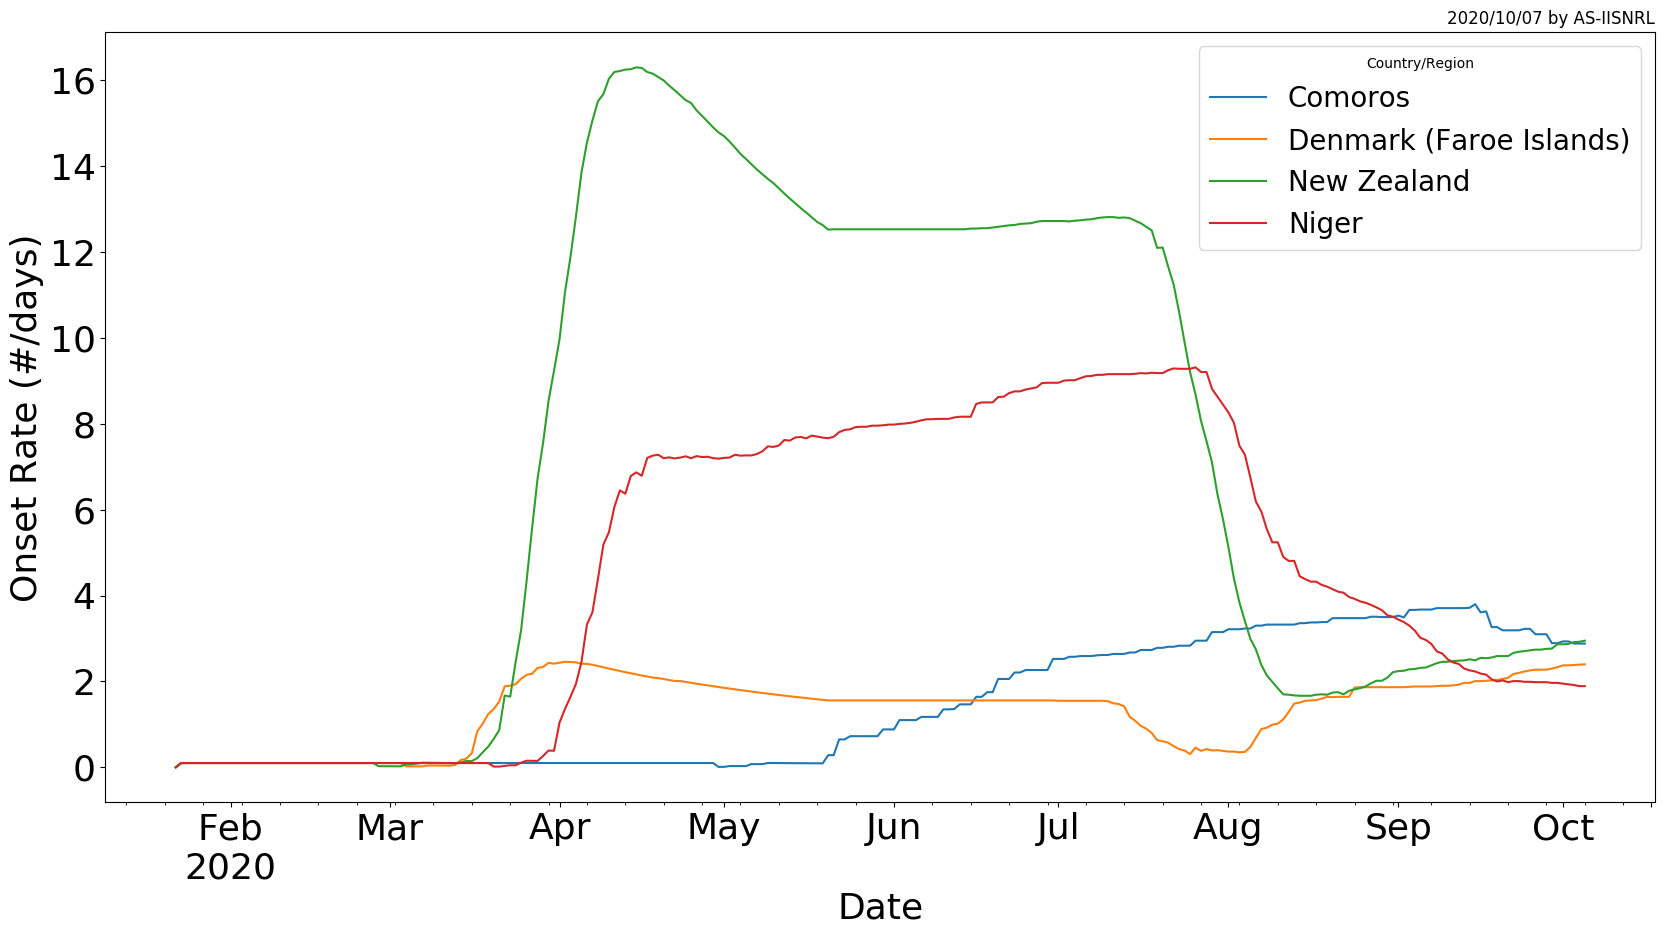 2020/10/07 by AS-IISNRL
Country/Region
Comoros
Denmark (Faroe Islands)
New Zealand
Niger
Onset Rate (#/days)
16
14
12
10
8
6
4
2
0
Feb Mar Apr May Jun Jul Aug Sep Oct
2020
Date